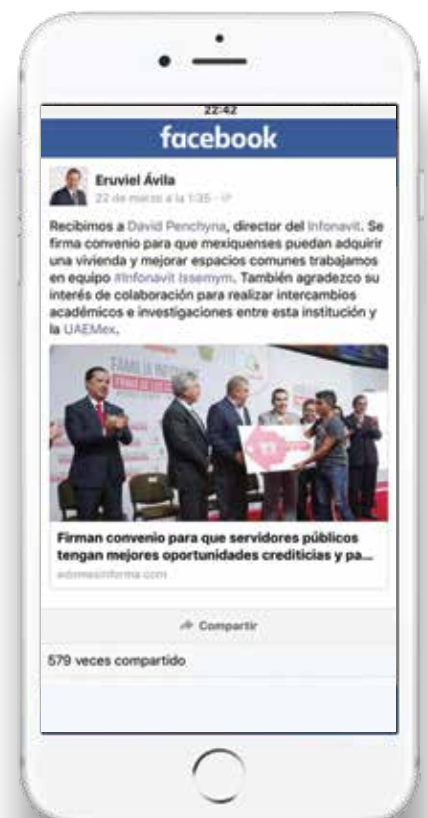 22:42
facebook
Eruviel Ávila
22 de marzo a la 1:35
Recibimos a David Penchyna, director del Infonavit. Se
firma convenio para que mexiquenses puedan adquirir
una vivienda y mejorar espacios comunes trabajamos
en equipo #Infonavit Issemym. También agradezco su
interés de colaboración para realizar intercambios
académicos e investigaciones entre esta institución y
la UAEMex.
FAMILIA
Firman convenio para que servidores públicos
tengan mejores oportunidades crediticias y pa...
edomexinforma.com
Compartir
579 veces compartido